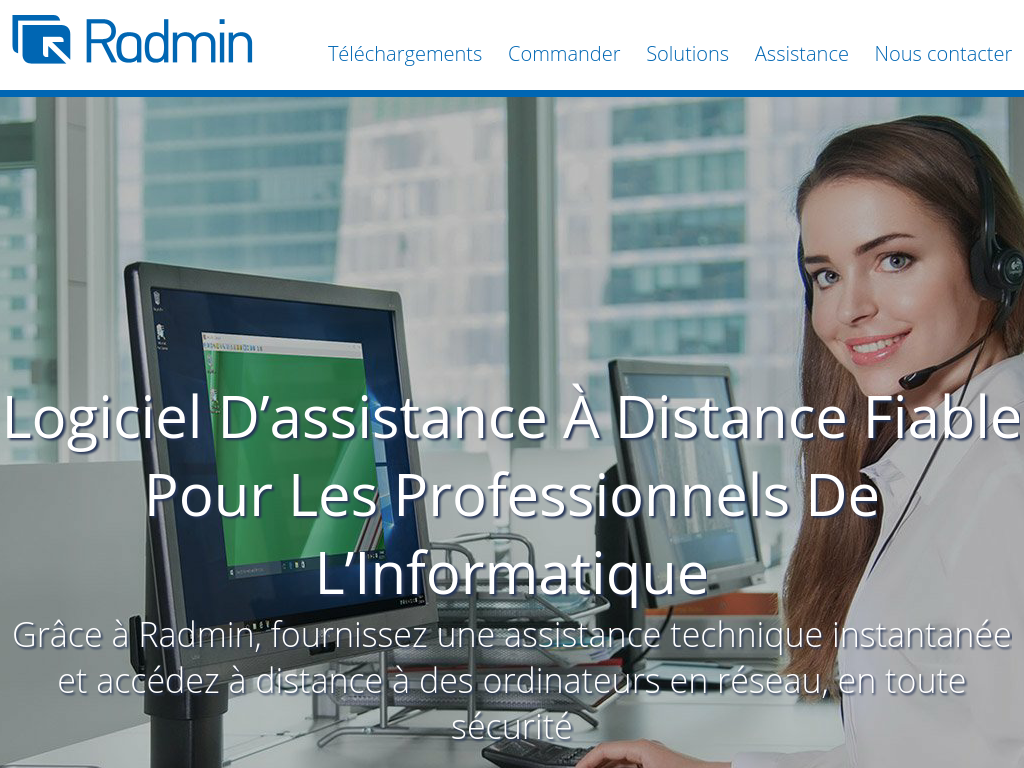 Radmin
Téléchargements Commander Solutions Assistance Nous contacter
Logiciel D’assistance À Distance Fiable
Pour Les Professionnels De
L’Informatique
Grâce à Radmin, fournissez une assistance technique instantanée
et accédez à distance à des ordinateurs en réseau, en toute
sécurité